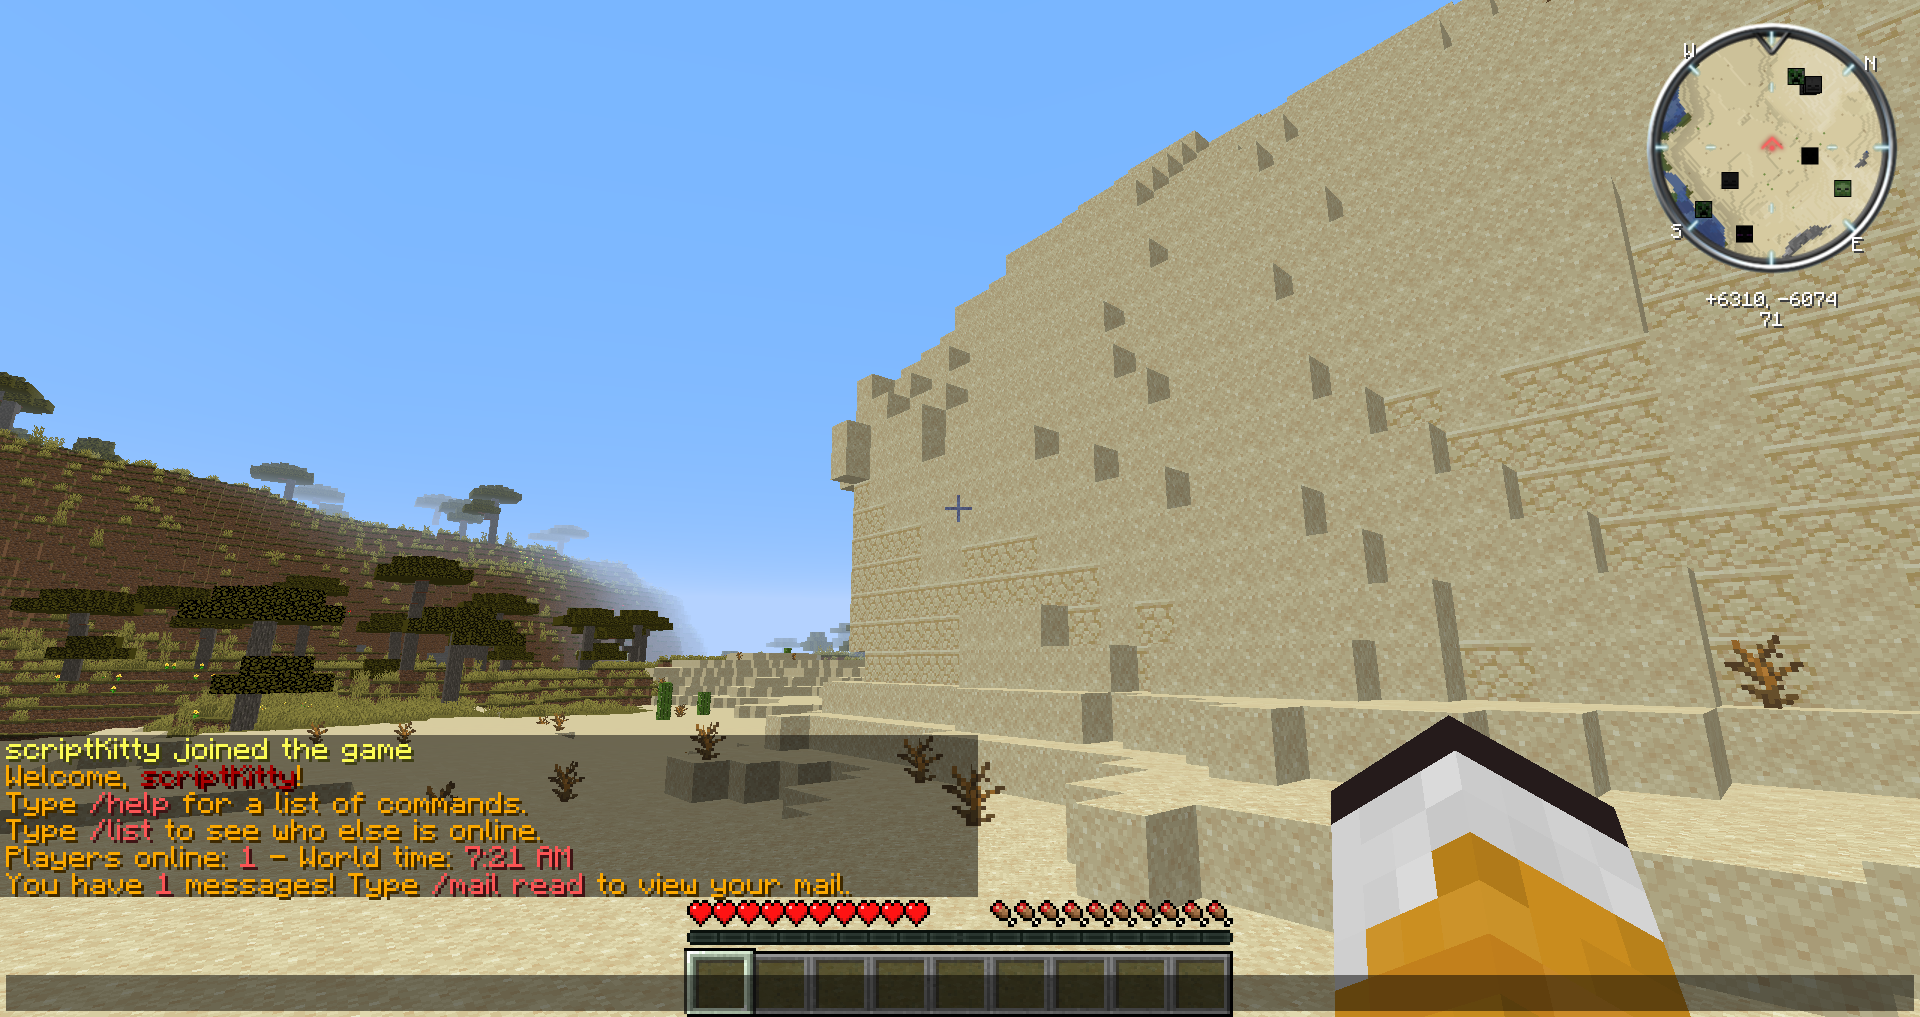 W
N
S
E
+6310, -6074
71
scriptKitty joined the game
Welcome, scriptKitty!
Type /help for a list of commands.
Type /list to see who else is online.
Players online: 1 - World time: 7:21 AM
You have 1 messages! Type /mail read to view your mail.